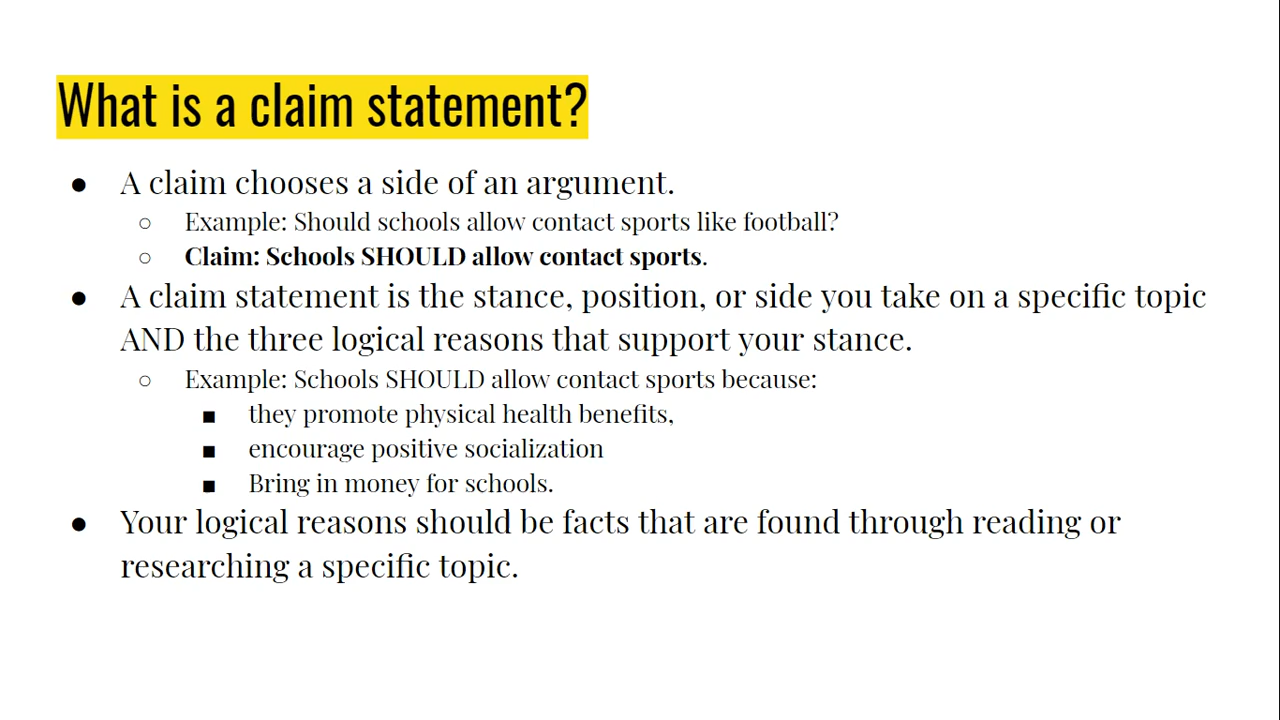 What is a claim statement?
● A claim chooses a side of an argument.
○ Example: Should schools allow contact sports like football?
○ Claim: Schools SHOULD allow contact sports.
● A claim statement is the stance, position, or side you take on a specific topic
AND the three logical reasons that support your stance.
○ Example: Schools SHOULD allow contact sports because:
■ they promote physical health benefits,
■ encourage positive socialization
■ Bring in money for schools.
● Your logical reasons should be facts that are found through reading or
researching a specific topic.